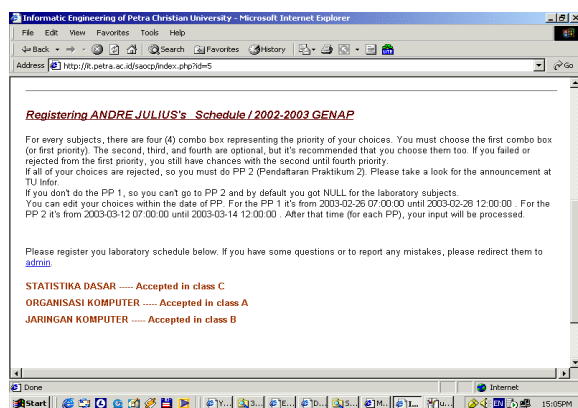 Informatic Engineering of Petra Christian University - Microsoft Internet Explorer
File Edit View Favorites Tools Help
Back Search Favorites History
Address http://it.petra.ac.id/saocp/index.php?id=5 Go
Registering ANDRE JULIUS's Schedule / 2002-2003 GENAP
For every subjects, there are four (4) combo box representing the priority of your choices. You must choose the first combo box
(or first priority). The second, third, and fourth are optional, but it's recommended that you choose them too. If you failed or
rejected from the first priority, you still have chances with the second until fourth priority.
If all of your choices are rejected, so you must do PP 2 (Pendaftaran Praktikum 2). Please take a look for the announcement at
TU Infor.
If you don't do the PP 1, so you can't go to PP 2 and by default you got NULL for the laboratory subjects.
You can edit your choices within the date of PP. For the PP 1 it's from 2003-02-26 07:00:00 until 2003-02-28 12:00:00 . For the
PP 2 it's from 2003-03-12 07:00:00 until 2003-03-14 12:00:00 . After that time (for each PP), your input will be processed.
Please register you laboratory schedule below. If you have some questions or to report any mistakes, please redirect them to
admin.
STATISTIKA DASAR ----- Accepted in class C
ORGANISASI KOMPUTER ----- Accepted in class A
JARINGAN KOMPUTER ----- Accepted in class B
Done Internet
Start Y... 3... E... D... S... M... I... u... EN 15:05PM